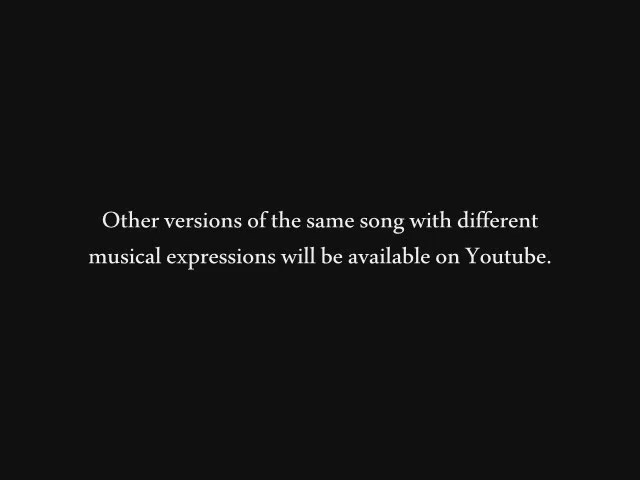 Other versions of the same song with different
musical expressions will be available on Youtube.